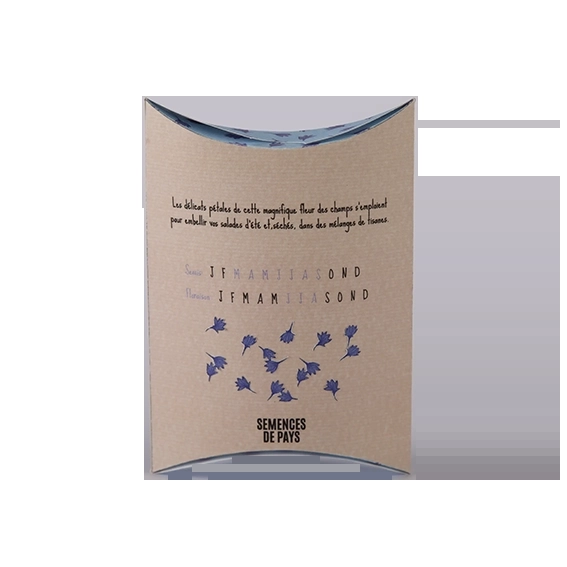 Les délicats pétales de cette magnifique fleur des champs s'emploient
pour embellir vos salades d'été et,séchés, dans des mélanges de tisanes.
Semis J F M A M J J A S O N D
Floraison J F M A M J J A S O N D
SEMENCES
DE PAYS